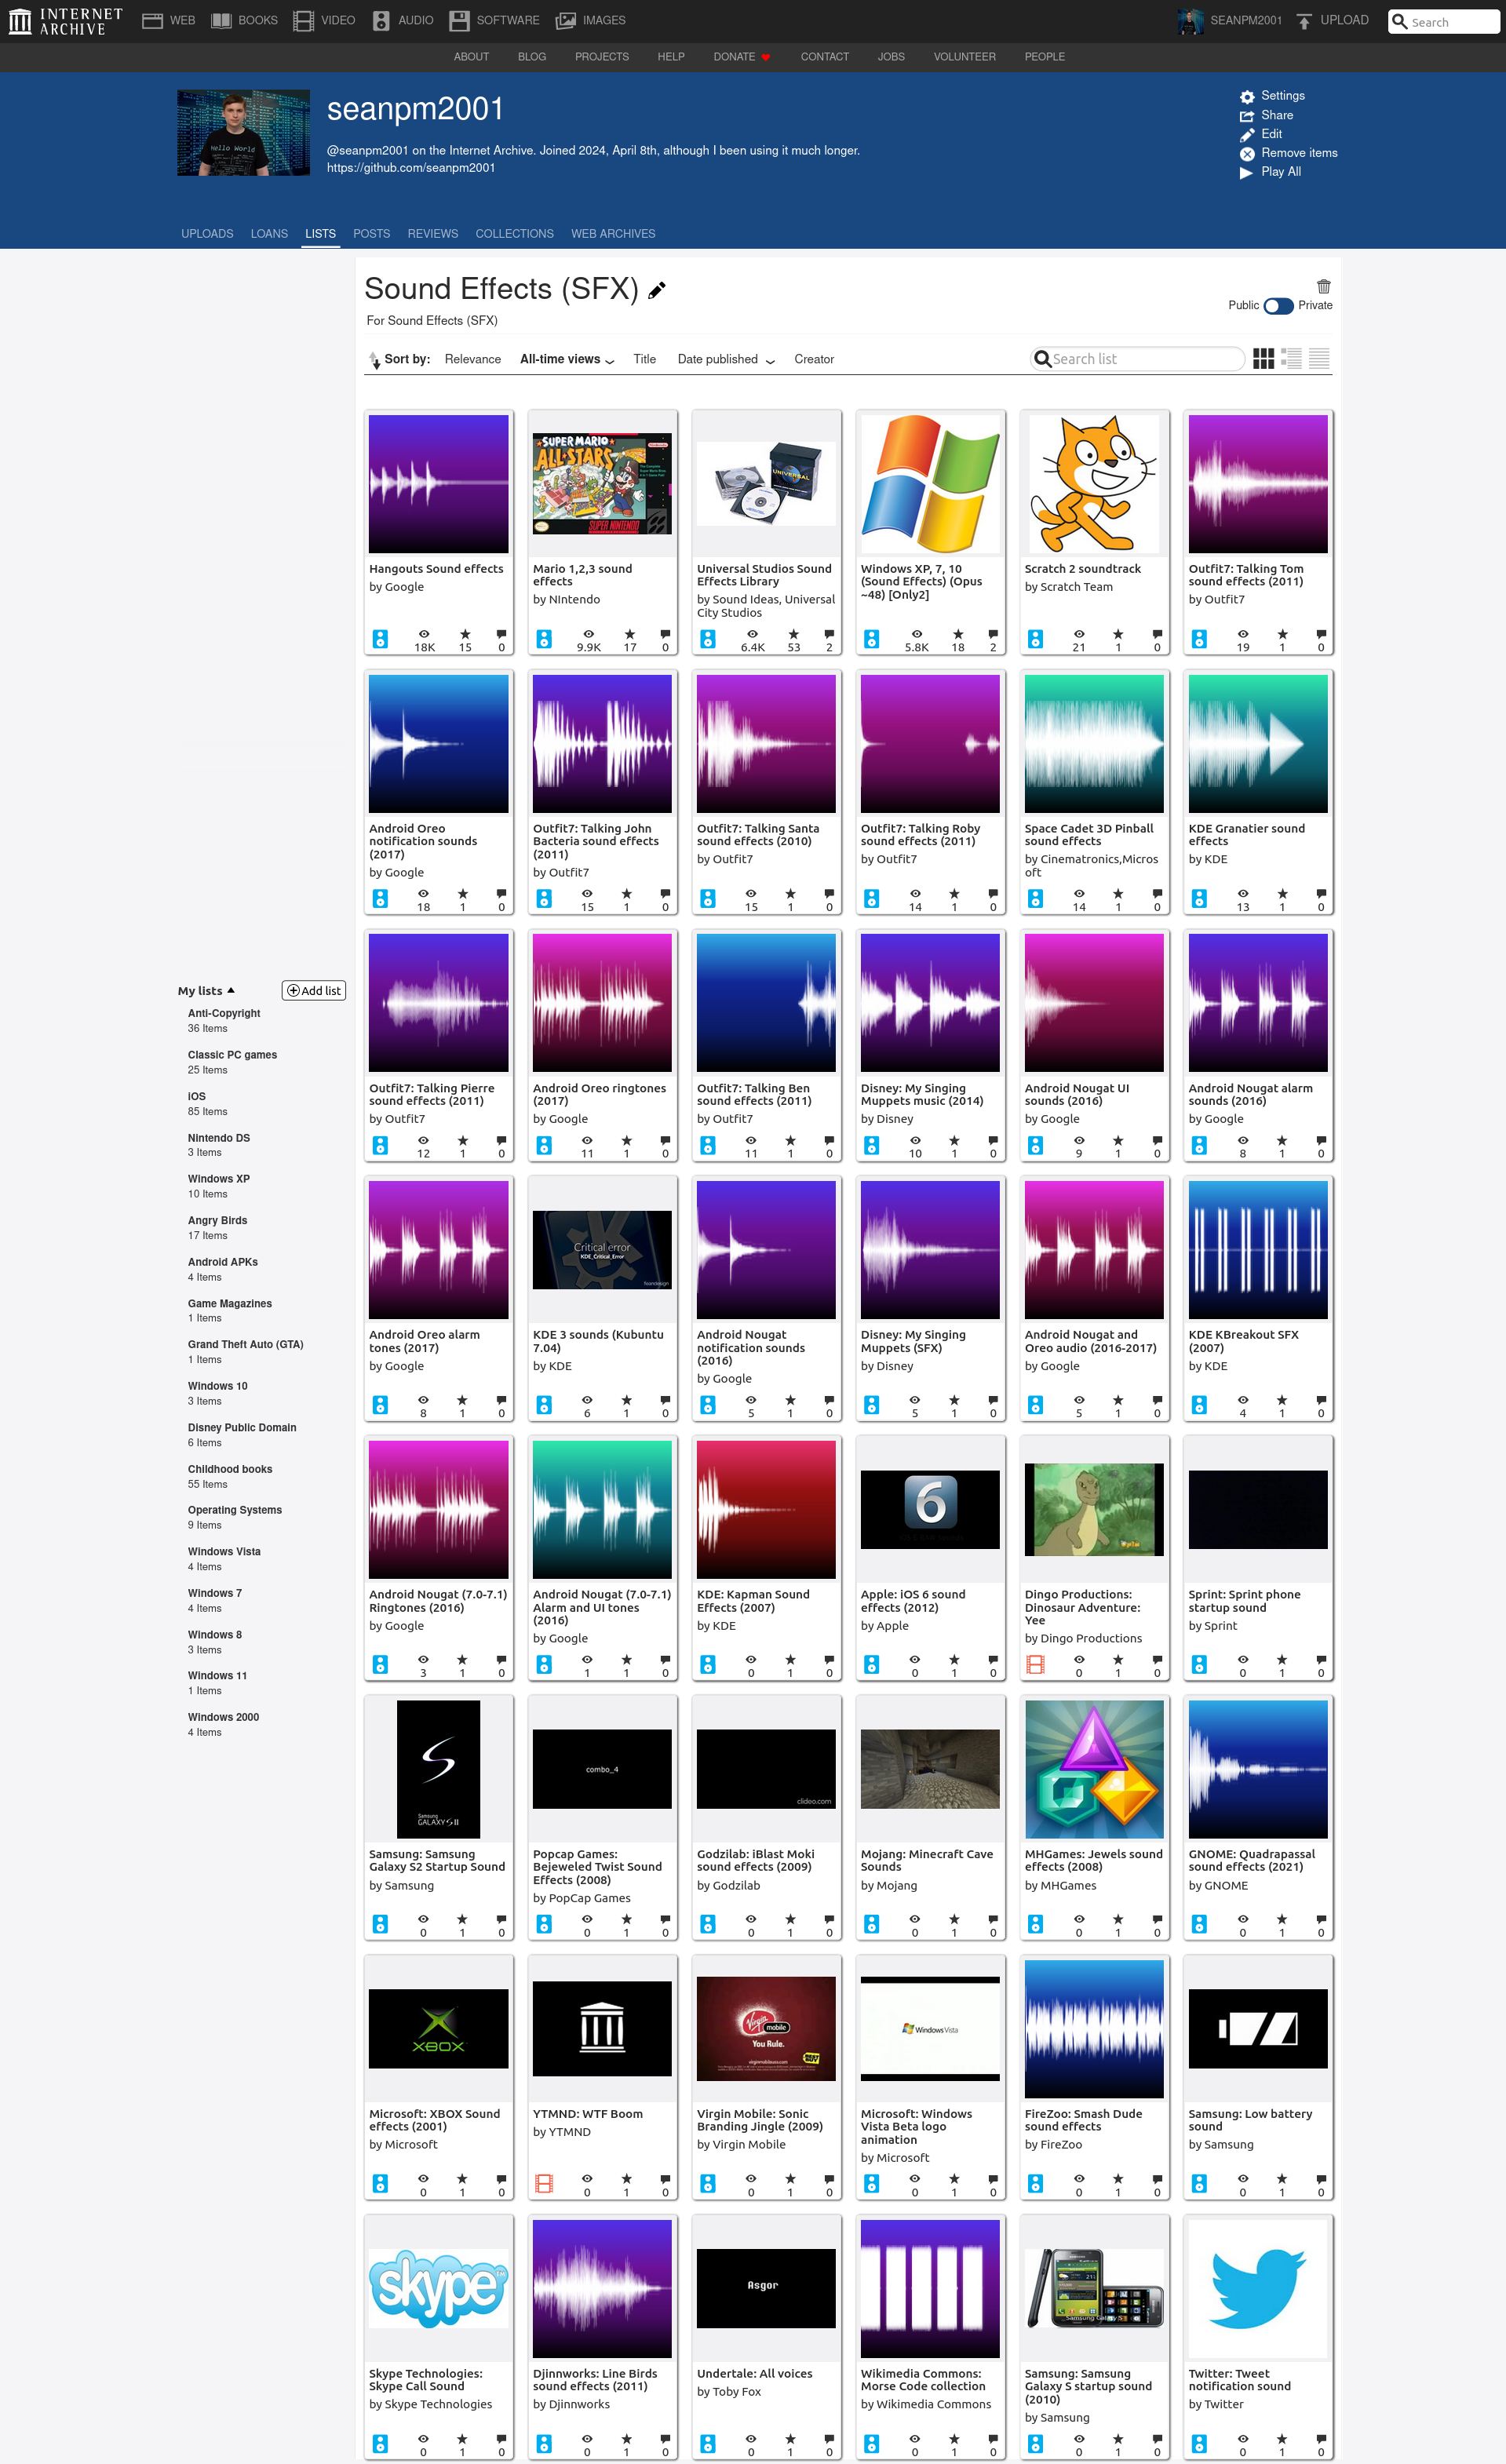 INTERNET
ARCHIVE
WEB
BOOKS
VIDEO
AUDIO
SOFTWARE
IMAGES
SEANPM2001
UPLOAD
Search
ABOUT
BLOG
PROJECTS
HELP
DONATE
CONTACT
JOBS
VOLUNTEER
PEOPLE
Hello World
seanpm2001
@seanpm2001 on the Internet Archive. Joined 2024, April 8th, although I been using it much longer.
https://github.com/seanpm2001
Settings
Share
Edit
Remove items
Play All
UPLOADS
LOANS
LISTS
POSTS
REVIEWS
COLLECTIONS
WEB ARCHIVES
Sound Effects (SFX)
For Sound Effects (SFX)
Public
Private
Sort by:
Relevance
All-time views
Title
Date published
Creator
Search list
My lists
Add list
Anti-Copyright
36 Items
Classic PC games
25 Items
iOS
85 Items
Nintendo DS
3 Items
Windows XP
10 Items
Angry Birds
17 Items
Android APKs
4 Items
Game Magazines
1 Items
Grand Theft Auto (GTA)
1 Items
Windows 10
3 Items
Disney Public Domain
6 Items
Childhood books
55 Items
Operating Systems
9 Items
Windows Vista
4 Items
Windows 7
4 Items
Windows 8
3 Items
Windows 11
1 Items
Windows 2000
4 Items
Hangouts Sound effects
by Google
18K 15 0
SUPER MARIO
ALL-STARS
SUPER NINTENDO
Mario 1,2,3 sound
effects
by NIntendo
9.9K 17 0
UNIVERSAL
Universal Studios Sound
Effects Library
by Sound Ideas, Universal
City Studios
6.4K 53 2
Windows XP, 7, 10
(Sound Effects) (Opus
~48) [Only2]
5.8K 18 2
Scratch 2 soundtrack
by Scratch Team
21 1 0
Outfit7: Talking Tom
sound effects (2011)
by Outfit7
19 1 0
Android Oreo
notification sounds
(2017)
by Google
18 1 0
Outfit7: Talking John
Bacteria sound effects
(2011)
by Outfit7
15 1 0
Outfit7: Talking Santa
sound effects (2010)
by Outfit7
15 1 0
Outfit7: Talking Roby
sound effects (2011)
by Outfit7
14 1 0
Space Cadet 3D Pinball
sound effects
by Cinematronics,Micros
oft
14 1 0
KDE Granatier sound
effects
by KDE
13 1 0
Outfit7: Talking Pierre
sound effects (2011)
by Outfit7
12 1 0
Android Oreo ringtones
(2017)
by Google
11 1 0
Outfit7: Talking Ben
sound effects (2011)
by Outfit7
11 1 0
Disney: My Singing
Muppets music (2014)
by Disney
10 1 0
Android Nougat UI
sounds (2016)
by Google
9 1 0
Android Nougat alarm
sounds (2016)
by Google
8 1 0
Android Oreo alarm
tones (2017)
by Google
8 1 0
Critical error
KDE_Critical_Error
KDE 3 sounds (Kubuntu
7.04)
by KDE
6 1 0
Android Nougat
notification sounds
(2016)
by Google
5 1 0
Disney: My Singing
Muppets (SFX)
by Disney
5 1 0
Android Nougat and
Oreo audio (2016-2017)
by Google
5 1 0
KDE KBreakout SFX
(2007)
by KDE
4 1 0
Android Nougat (7.0-7.1)
Ringtones (2016)
by Google
3 1 0
Android Nougat (7.0-7.1)
Alarm and UI tones
(2016)
by Google
1 1 0
KDE: Kapman Sound
Effects (2007)
by KDE
0 1 0
6
Apple: iOS 6 sound
effects (2012)
by Apple
0 1 0
Dingo Productions:
Dinosaur Adventure:
Yee
by Dingo Productions
0 1 0
Sprint: Sprint phone
startup sound
by Sprint
0 1 0
Samsung
GALAXY S II
Samsung: Samsung
Galaxy S2 Startup Sound
by Samsung
0 1 0
combo_4
Popcap Games:
Bejeweled Twist Sound
Effects (2008)
by PopCap Games
0 1 0
clideo.com
Godzilab: iBlast Moki
sound effects (2009)
by Godzilab
0 1 0
Mojang: Minecraft Cave
Sounds
by Mojang
0 1 0
MHGames: Jewels sound
effects (2008)
by MHGames
0 1 0
GNOME: Quadrapassal
sound effects (2021)
by GNOME
0 1 0
XBOX
Microsoft: XBOX Sound
effects (2001)
by Microsoft
0 1 0
YTMND: WTF Boom
by YTMND
0 1 0
Virgin
mobile
You Rule.
Virgin Mobile: Sonic
Branding Jingle (2009)
by Virgin Mobile
0 1 0
Windows Vista
Microsoft: Windows
Vista Beta logo
animation
by Microsoft
0 1 0
FireZoo: Smash Dude
sound effects
by FireZoo
0 1 0
Samsung: Low battery
sound
by Samsung
0 1 0
skype
Skype Technologies:
Skype Call Sound
by Skype Technologies
0 1 0
Djinnworks: Line Birds
sound effects (2011)
by Djinnworks
0 1 0
Asgor
Undertale: All voices
by Toby Fox
0 1 0
Wikimedia Commons:
Morse Code collection
by Wikimedia Commons
0 1 0
Samsung: Samsung
Galaxy S startup sound
(2010)
by Samsung
0 1 0
Twitter: Tweet
notification sound
by Twitter
0 1 0